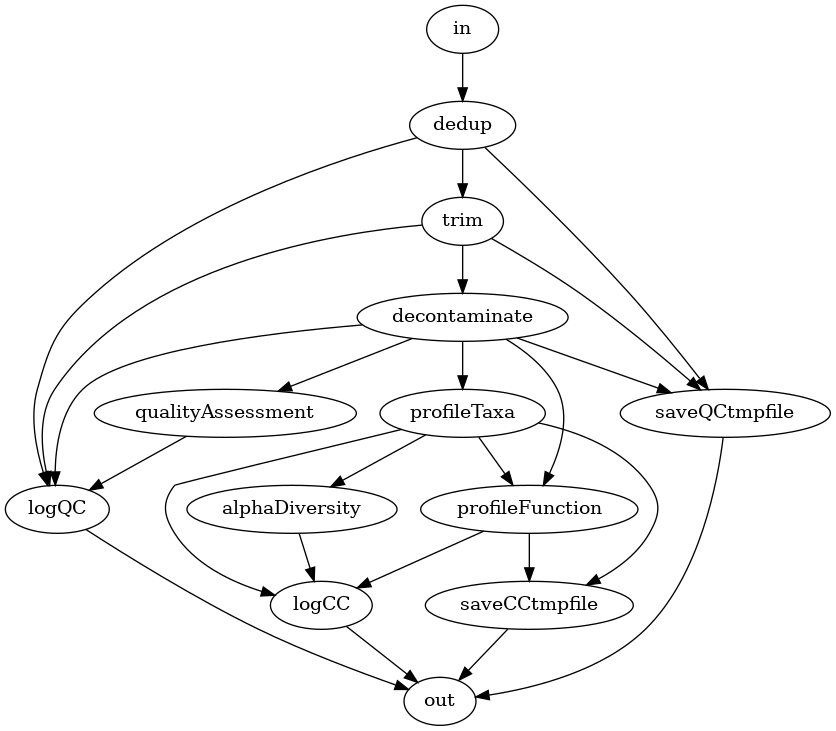 in
dedup
trim
decontaminate
qualityAssessment
profileTaxa
saveQCtmpfile
logQC
alphaDiversity
profileFunction
logCC
saveCCtmpfile
out